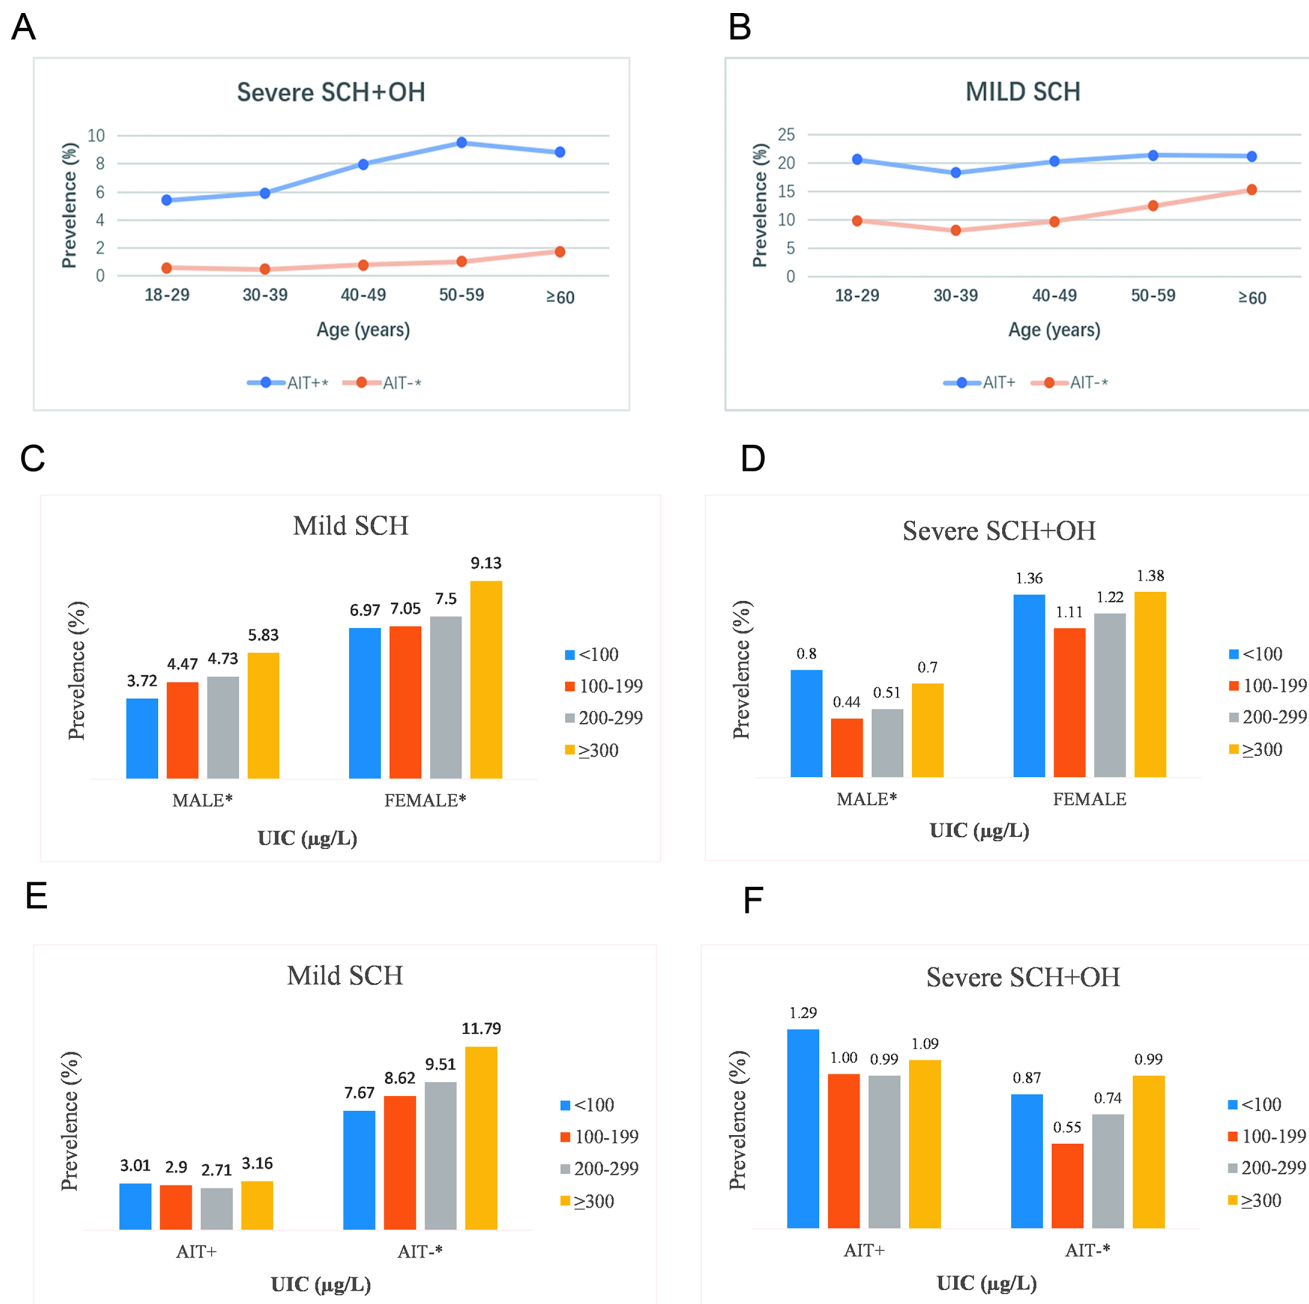 A
B
Severe SCH+OH
Prevelence (%)
10
8
6
4
2
0
18-29
30-39
40-49
50-59
≥60
Age (years)
AIT+*
AIT-*
MILD SCH
Prevelence (%)
25
20
15
10
5
0
18-29
30-39
40-49
50-59
≥60
Age (years)
AIT+
AIT-*
C
D
Mild SCH
Prevelence (%)
3.72
4.47
4.73
5.83
6.97
7.05
7.5
9.13
MALE*
FEMALE*
UIC (μg/L)
<100
100-199
200-299
≥300
Severe SCH+OH
Prevelence (%)
0.8
0.44
0.51
0.7
1.36
1.11
1.22
1.38
MALE*
FEMALE
UIC (μg/L)
<100
100-199
200-299
≥300
E
F
Mild SCH
Prevelence (%)
3.01
2.9
2.71
3.16
7.67
8.62
9.51
11.79
AIT+
AIT-*
UIC (μg/L)
<100
100-199
200-299
≥300
Severe SCH+OH
Prevelence (%)
1.29
1.00
0.99
1.09
0.87
0.55
0.74
0.99
AIT+
AIT-*
UIC (μg/L)
<100
100-199
200-299
≥300